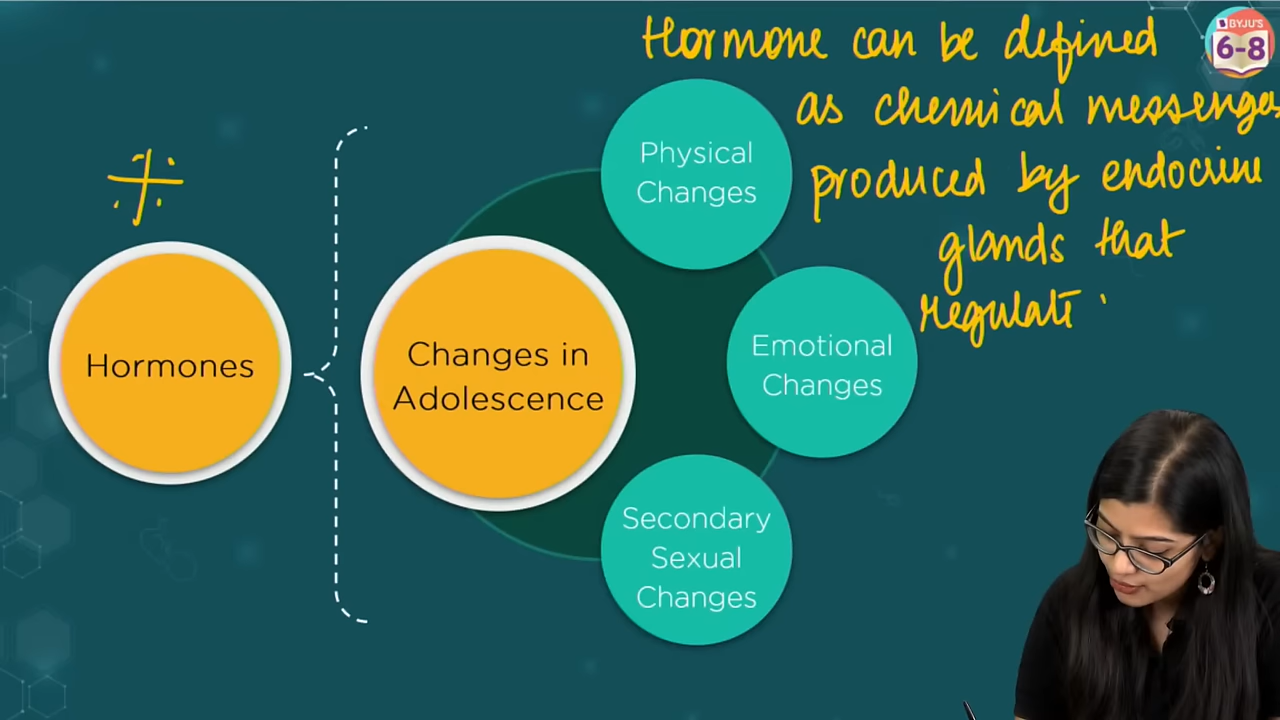 Hormone can be defined
as chemical messenge
produced by endocrine
glands that
regulate
BYJU'S
6-8
Hormones
Changes in
Adolescence
Physical
Changes
Emotional
Changes
Secondary
Sexual
Changes